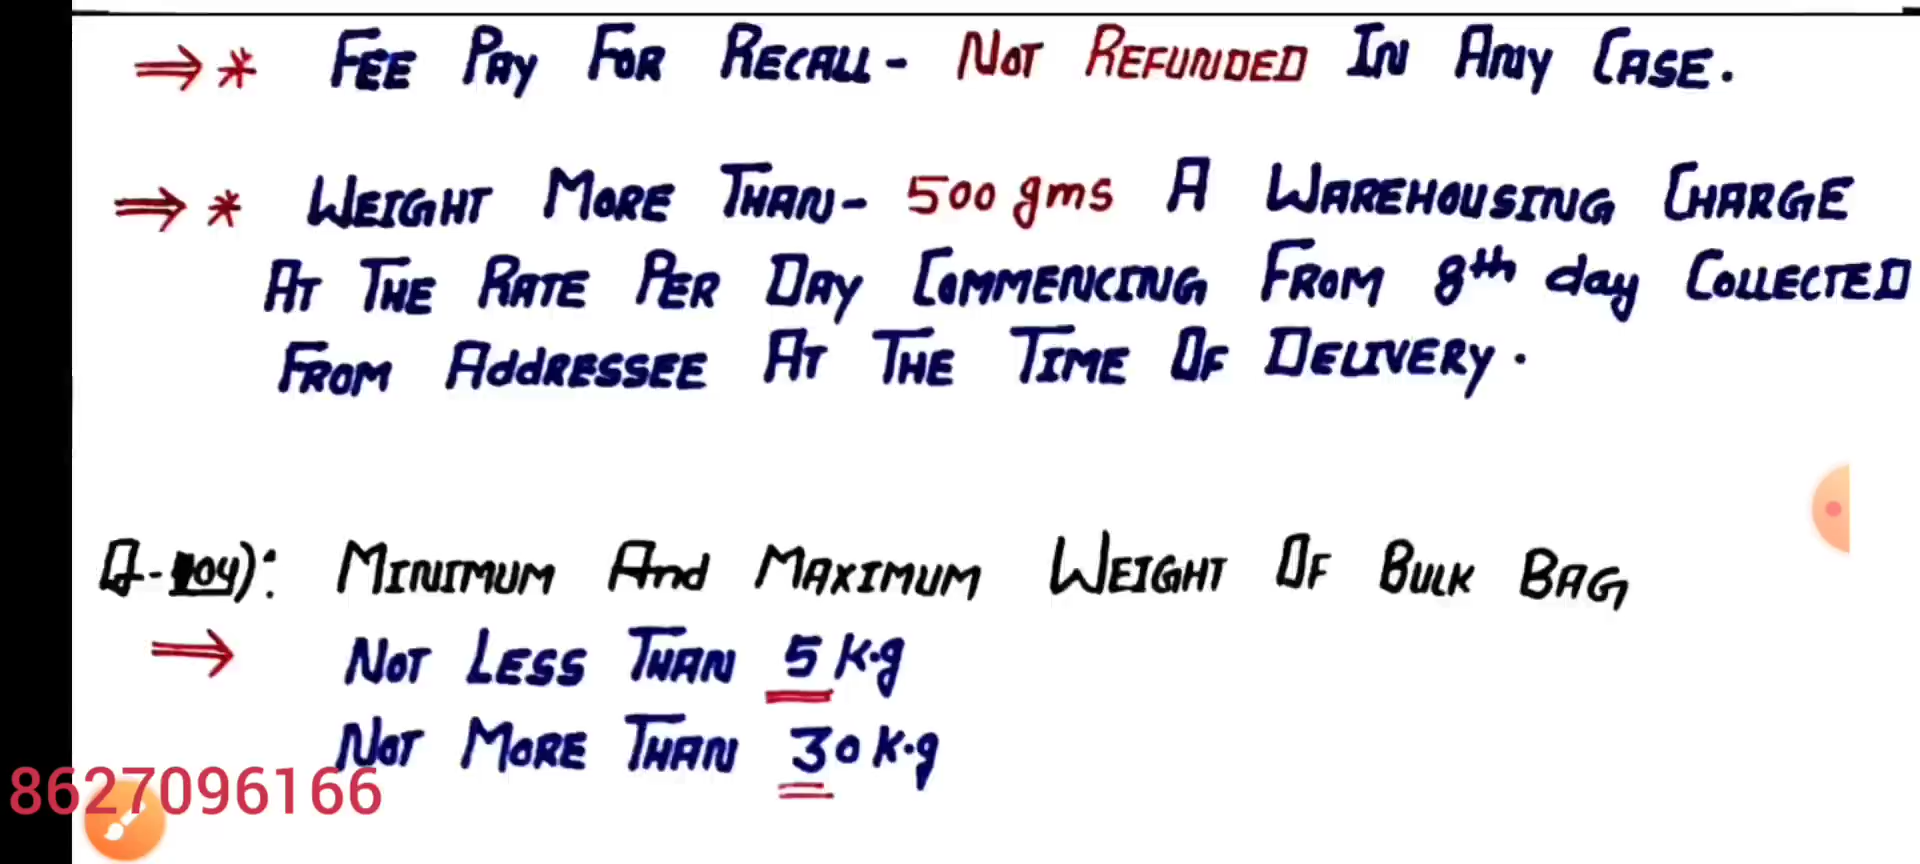 ⇒* FEE PAY FOR RECALL- NOT REFUNDED IN ANY CASE.
⇒* WEIGHT MORE THAN- 500 gms A WAREHOUSING CHARGE
AT THE RATE PER DAY COMMENCING FROM 8th day COLLECTED
FROM ADDRESSEE AT THE TIME OF DELIVERY.
Q-104): MINIMUM And MAXIMUM WEIGHT OF BULK BAG
⇒ NOT LESS THAN 5 K.g
NOT MORE THAN 30 K.g
8627096166